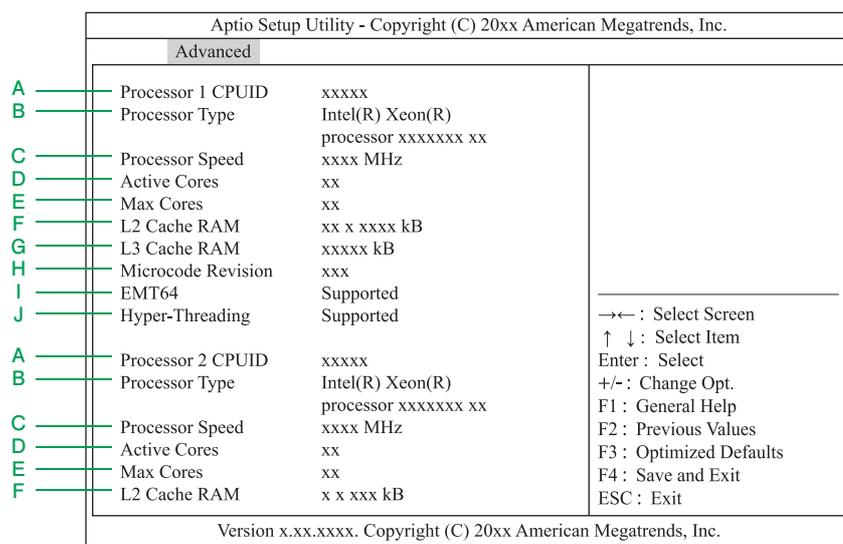 Aptio Setup Utility - Copyright (C) 20xx American Megatrends, Inc.
Advanced
A Processor 1 CPUID xxxxx
B Processor Type Intel(R) Xeon(R)
processor xxxxxxx xx
C Processor Speed xxxx MHz
D Active Cores xx
E Max Cores xx
F L2 Cache RAM xx x xxxx kB
G L3 Cache RAM xxxxx kB
H Microcode Revision xxx
I EMT64 Supported
J Hyper-Threading Supported
A Processor 2 CPUID xxxxx
B Processor Type Intel(R) Xeon(R)
processor xxxxxxx xx
C Processor Speed xxxx MHz
D Active Cores xx
E Max Cores xx
F L2 Cache RAM x x xxx kB
→←: Select Screen
↑ ↓: Select Item
Enter: Select
+/-: Change Opt.
F1: General Help
F2: Previous Values
F3: Optimized Defaults
F4: Save and Exit
ESC: Exit
Version x.xx.xxxx. Copyright (C) 20xx American Megatrends, Inc.